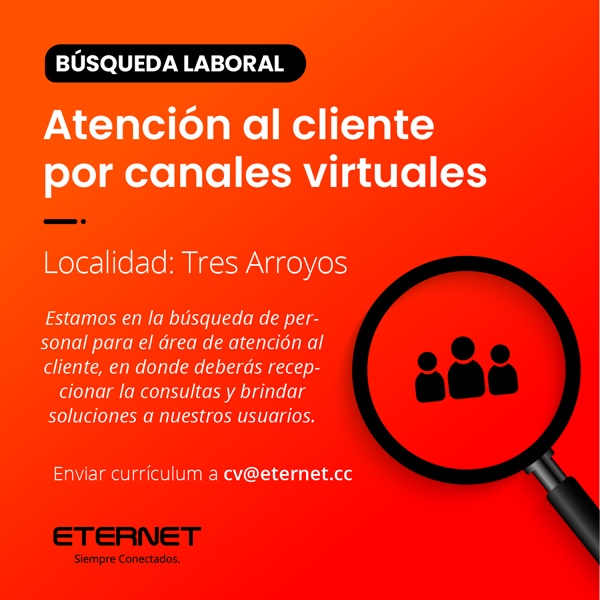 BÚSQUEDA LABORAL
Atención al cliente
por canales virtuales
Localidad: Tres Arroyos
Estamos en la búsqueda de per-
sonal para el área de atención al
cliente, en donde deberás recep-
cionar la consultas y brindar
soluciones a nuestros usuarios.
Enviar currículum a cv@eternet.cc
ETERNET
Siempre Conectados.